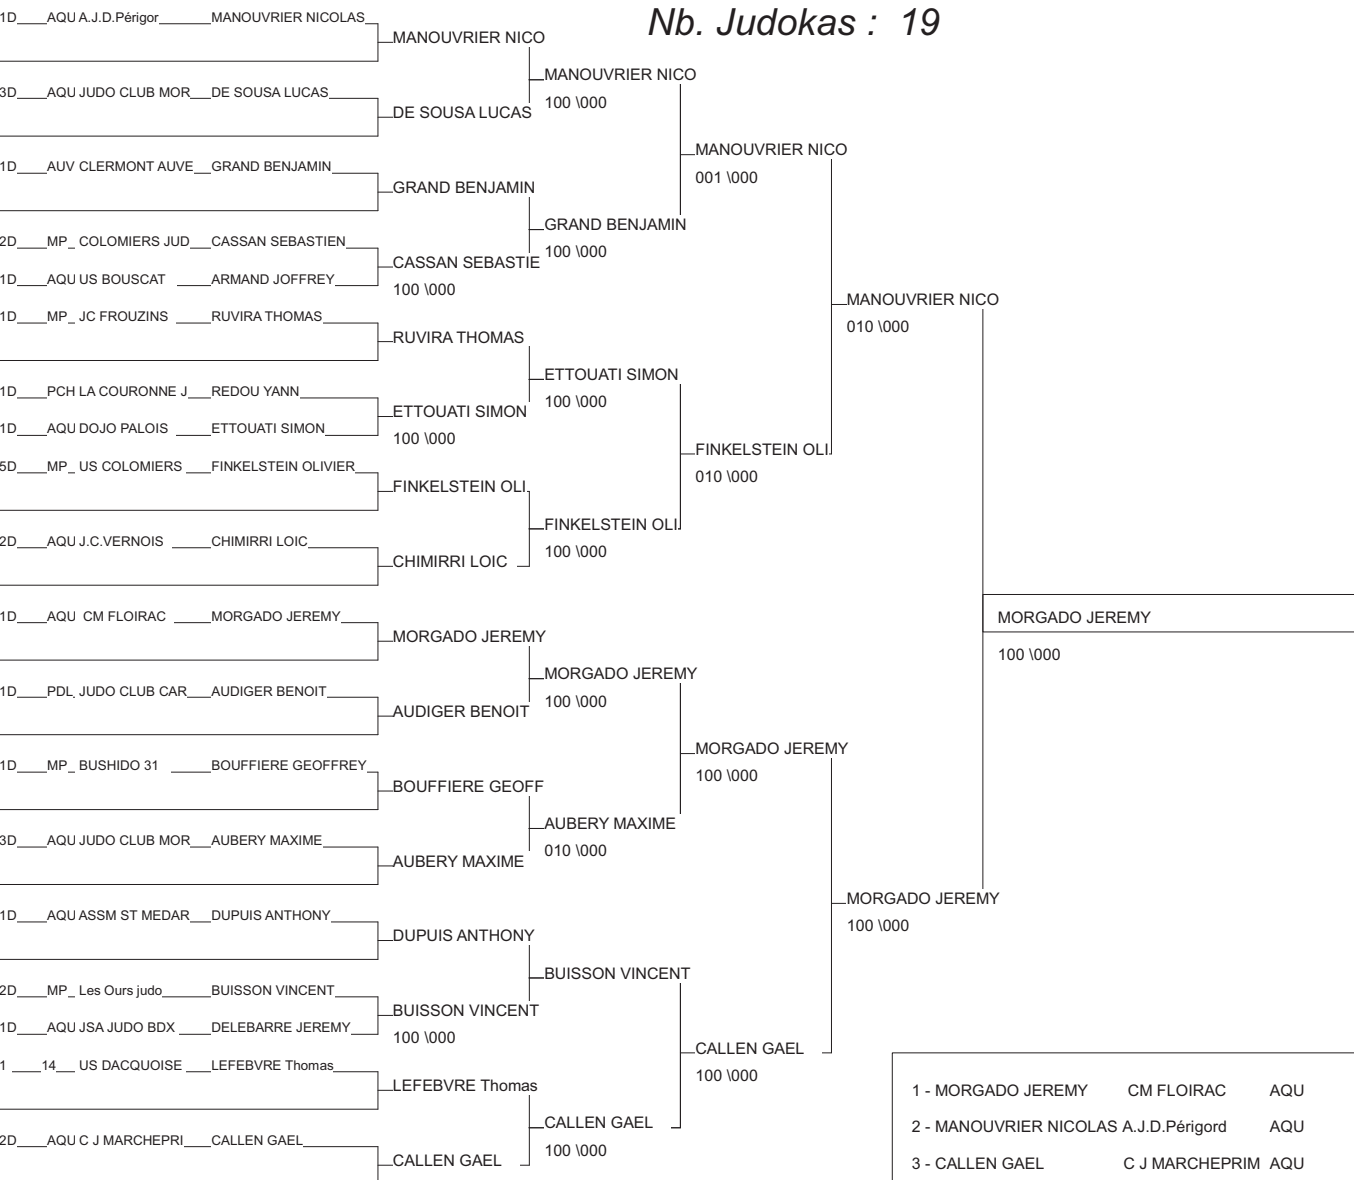 Nb. Judokas : 19
1D AQU A.J.D.Périgor MANOUVRIER NICOLAS
MANOUVRIER NICO
MANOUVRIER NICO
3D AQU JUDO CLUB MOR DE SOUSA LUCAS
100 \000
DE SOUSA LUCAS
MANOUVRIER NICO
1D AUV CLERMONT AUVE GRAND BENJAMIN
001 \000
GRAND BENJAMIN
GRAND BENJAMIN
2D MP_ COLOMIERS JUD CASSAN SEBASTIEN
100 \000
CASSAN SEBASTIE
1D AQU US BOUSCAT ARMAND JOFFREY
100 \000
MANOUVRIER NICO
1D MP_ JC FROUZINS RUVIRA THOMAS
010 \000
RUVIRA THOMAS
ETTOUATI SIMON
1D PCH LA COURONNE J REDOU YANN
100 \000
ETTOUATI SIMON
1D AQU DOJO PALOIS ETTOUATI SIMON
100 \000
FINKELSTEIN OLI
5D MP_ US COLOMIERS FINKELSTEIN OLIVIER
010 \000
FINKELSTEIN OLI
FINKELSTEIN OLI
2D AQU J.C.VERNOIS CHIMIRRI LOIC
100 \000
CHIMIRRI LOIC
1D AQU CM FLOIRAC MORGADO JEREMY
MORGADO JEREMY
MORGADO JEREMY
100 \000
MORGADO JEREMY
1D PDL JUDO CLUB CAR AUDIGER BENOIT
100 \000
AUDIGER BENOIT
MORGADO JEREMY
1D MP_ BUSHIDO 31 BOUFFIERE GEOFFREY
100 \000
BOUFFIERE GEOFF
AUBERY MAXIME
3D AQU JUDO CLUB MOR AUBERY MAXIME
010 \000
AUBERY MAXIME
MORGADO JEREMY
1D AQU ASSM ST MEDAR DUPUIS ANTHONY
100 \000
DUPUIS ANTHONY
BUISSON VINCENT
2D MP_ Les Ours judo BUISSON VINCENT
BUISSON VINCENT
1D AQU JSA JUDO BDX DELEBARRE JEREMY
100 \000
CALLEN GAEL
1 14 US DACQUOISE LEFEBVRE Thomas
100 \000
LEFEBVRE Thomas
CALLEN GAEL
2D AQU C J MARCHEPRI CALLEN GAEL
100 \000
CALLEN GAEL
1 - MORGADO JEREMY CM FLOIRAC AQU
2 - MANOUVRIER NICOLAS A.J.D.Périgord AQU
3 - CALLEN GAEL C J MARCHEPRIM AQU